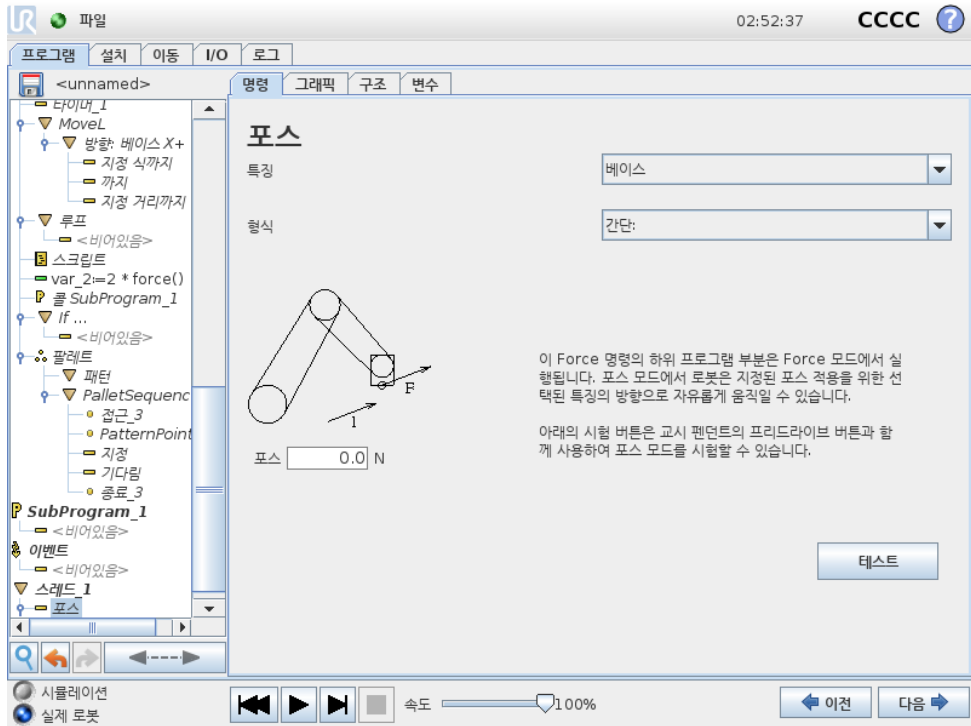 UR 파일 02:52:37 CCCC ?
프로그램 설치 이동 I/O 로그
<unnamed>
명령 그래픽 구조 변수
타이머_1
MoveL
방향: 베이스 X+
지정 식까지
까지
지정 거리까지
루프
<비어있음>
스크립트
var_2:=2 * force()
콜 SubProgram_1
If ...
<비어있음>
팔레트
패턴
PalletSequenc
접근_3
PatternPoint
지정
기다림
종료_3
P SubProgram_1
<비어있음>
이벤트
<비어있음>
스레드_1
포스
포스
특징 베이스
형식 간단:
F
1
포스 0.0 N
이 Force 명령의 하위 프로그램 부분은 Force 모드에서 실
행됩니다. 포스 모드에서 로봇은 지정된 포스 적용을 위한 선
택된 특징의 방향으로 자유롭게 움직일 수 있습니다.
아래의 시험 버튼은 교시 펜던트의 프리드라이브 버튼과 함
께 사용하여 포스 모드를 시험할 수 있습니다.
테스트
시뮬레이션
실제 로봇
속도 100%
이전 다음